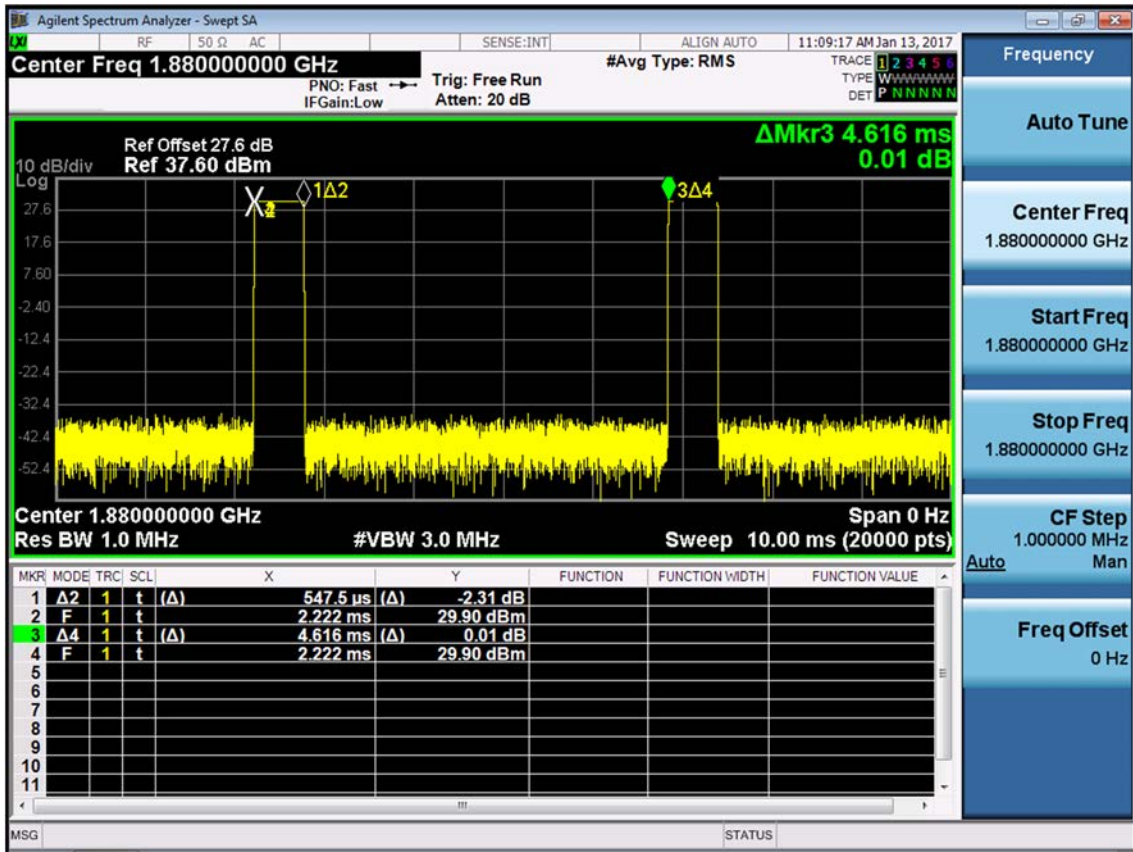 Agilent Spectrum Analyzer - Swept SA
LXI RF 50 Ω AC SENSE:INT ALIGN AUTO 11:09:17 AM Jan 13, 2017
Center Freq 1.880000000 GHz
PNO: Fast
IFGain:Low
Trig: Free Run
Atten: 20 dB
#Avg Type: RMS
TRACE 1 2 3 4 5 6
TYPE WWWWWW
DET P N N N N N
ΔMkr3 4.616 ms
0.01 dB
Ref Offset 27.6 dB
10 dB/div Ref 37.60 dBm
Log
27.6
17.6
7.60
-2.40
-12.4
-22.4
-32.4
-42.4
-52.4
1Δ2
3Δ4
Center 1.880000000 GHz Span 0 Hz
Res BW 1.0 MHz #VBW 3.0 MHz Sweep 10.00 ms (20000 pts)
MKR MODE TRC SCL X Y FUNCTION FUNCTION WIDTH FUNCTION VALUE
1 Δ2 1 t (Δ) 547.5 µs (Δ) -2.31 dB
2 F 1 t 2.222 ms 29.90 dBm
3 Δ4 1 t (Δ) 4.616 ms (Δ) 0.01 dB
4 F 1 t 2.222 ms 29.90 dBm
5
6
7
8
9
10
11
MSG STATUS
Frequency
Auto Tune
Center Freq
1.880000000 GHz
Start Freq
1.880000000 GHz
Stop Freq
1.880000000 GHz
CF Step
1.000000 MHz
Auto Man
Freq Offset
0 Hz